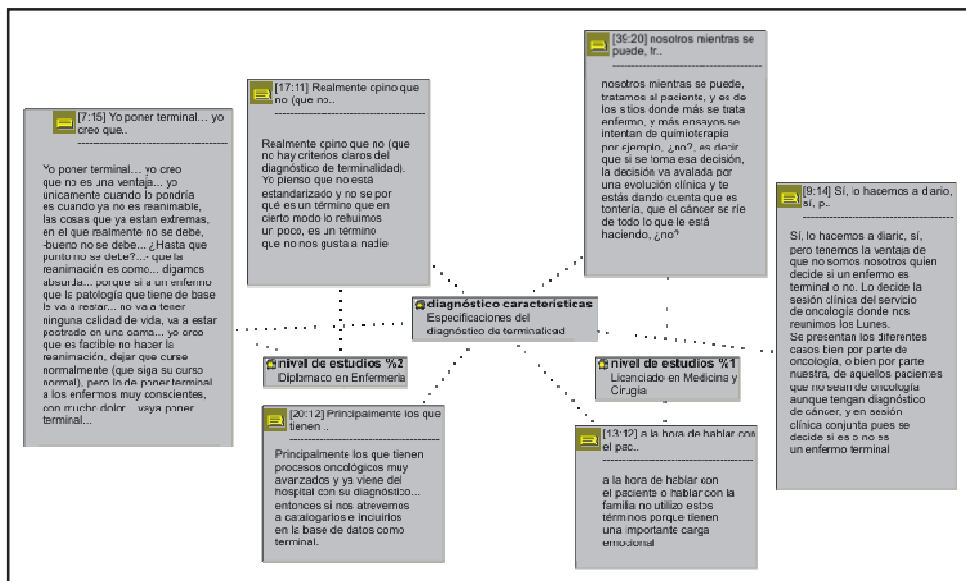 [7:15] Yo poner terminal... yo
creo que..
Yo poner terminal... yo creo
que no es una ventaja... yo
únicamente cuando lo pondría
es cuando ya no es reanimable,
las cosas que ya estan extremas,
en el que realmente no se debe,
-bueno no se debe... ¿Hasta que
punto no se debe?...- que la
reanimación es como... digamos
absurda... porque si a un enfermo
que la patología que tiene de base
le va a restar... no va a tener
ninguna calidad de vida, va a estar
postrado en una cama... yo creo
que es factible no hacer la
reanimación, dejar que curse
normalmente (que siga su curso
normal), pero lo de poner terminal
a los enfermos muy conscientes,
con mucho dolor... vaya poner
terminal...
[17:11] Realmente opino que
no (que no..
Realmente opino que no (que
no hay criterios claros del
diagnóstico de terminalidad).
Yo pienso que no está
estandarizado y no se por
qué es un término que en
cierto modo lo rehuimos
un poco, es un término
que no nos gusta a nadie
[39:20] nosotros mientras se
puede, tr..
nosotros mientras se puede,
tratamos al paciente, y es de
los sitios donde más se trata
enfermo, y más ensayos se
intentan de quimioterapia
por ejemplo, ¿no?, es decir
que si se toma esa decisión,
la decisión va avalada por
una evolución clínica y te
estás dando cuenta que es
tontería, que el cáncer se ríe
de todo lo que le está
haciendo, ¿no?
[9:14] Sí, lo hacemos a diario,
sí, p..
Sí, lo hacemos a diario, sí,
pero tenemos la ventaja de
que no somos nosotros quien
decide si un enfermo es
terminal o no. Lo decide la
sesión clínica del servicio
de oncología donde nos
reunimos los Lunes.
Se presentan los diferentes
casos bien por parte de
oncología, o bien por parte
nuestra, de aquellos pacientes
que no sean de oncología
aunque tengan diagnóstico
de cáncer, y en sesión
clínica conjunta pues se
decide si es o no es
un enfermo terminal
diagnóstico características
Especificaciones del
diagnóstico de terminalidad
nivel de estudios %2
Diplomado en Enfermería
nivel de estudios %1
Licenciado en Medicina y
Cirugía
[20:12] Principalmente los que
tienen ..
Principalmente los que tienen
procesos oncológicos muy
avanzados y ya viene del
hospital con su diagnóstico...
entonces si nos atrevemos
a catalogarlos e incluirlos
en la base de datos como
terminal.
[13:12] a la hora de hablar con
el pac..
a la hora de hablar con
el paciente o hablar con la
familia no utilizo estos
términos porque tienen
una importante carga
emocional